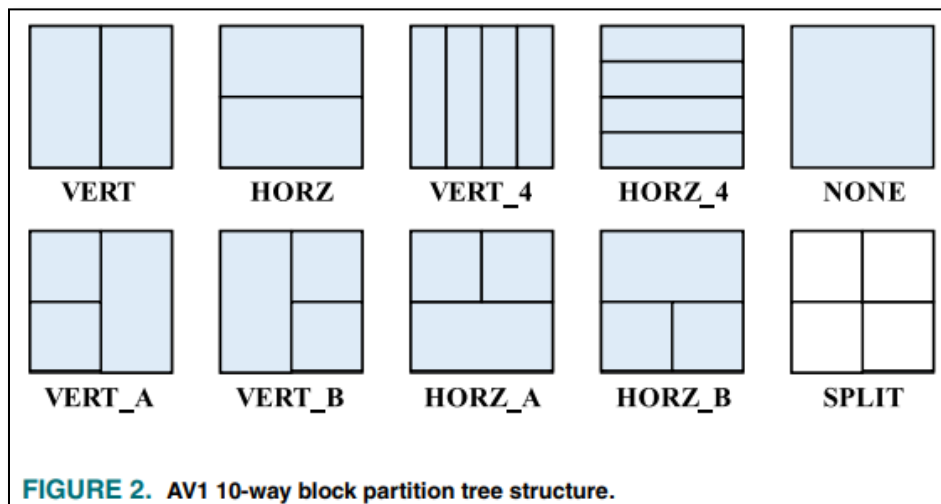 VERT HORZ VERT_4 HORZ_4 NONE
VERT_A VERT_B HORZ_A HORZ_B SPLIT
FIGURE 2. AV1 10-way block partition tree structure.